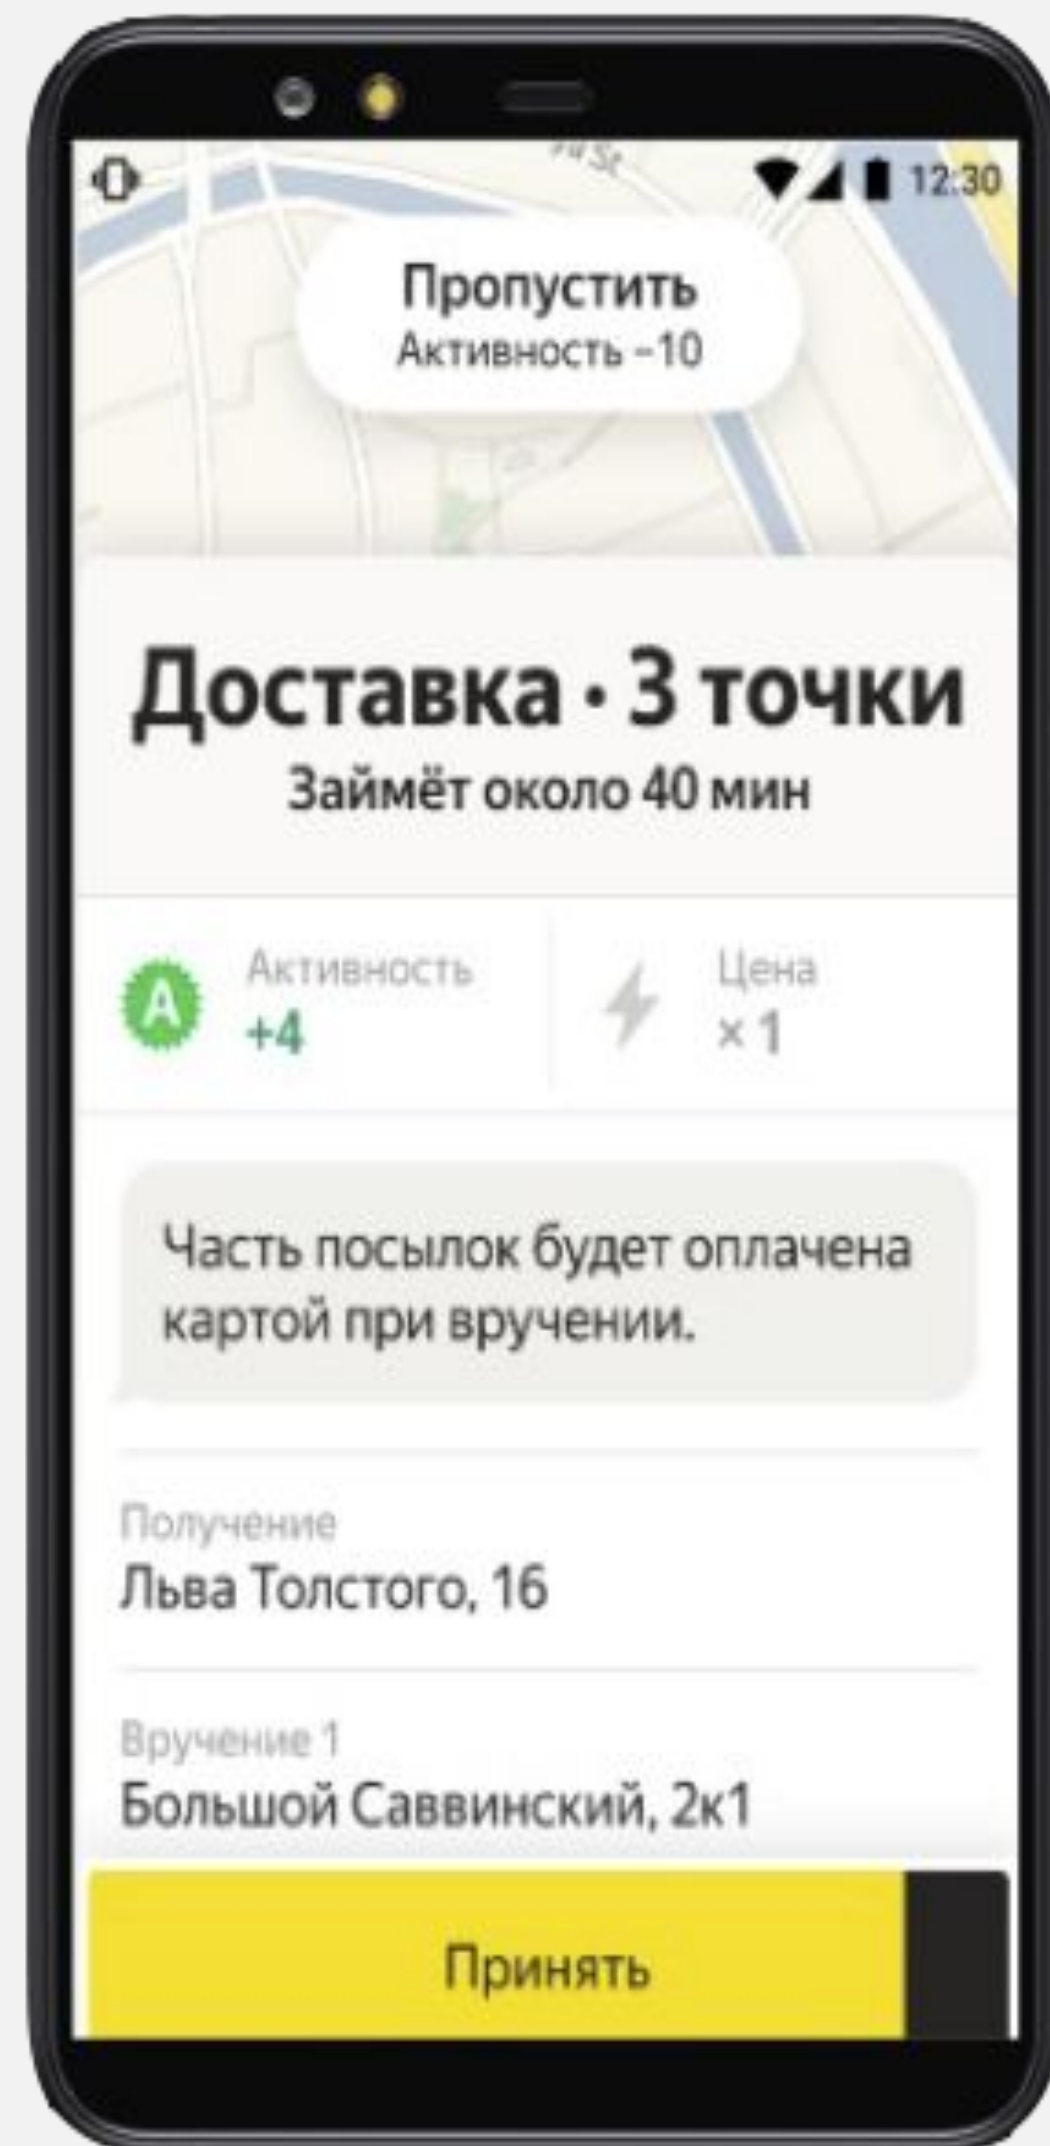 12:30
Пропустить
Активность −10
Доставка · 3 точки
Займёт около 40 мин
А
Активность
+4
Цена
× 1
Часть посылок будет оплачена
картой при вручении.
Получение
Льва Толстого, 16
Вручение 1
Большой Саввинский, 2к1
Принять